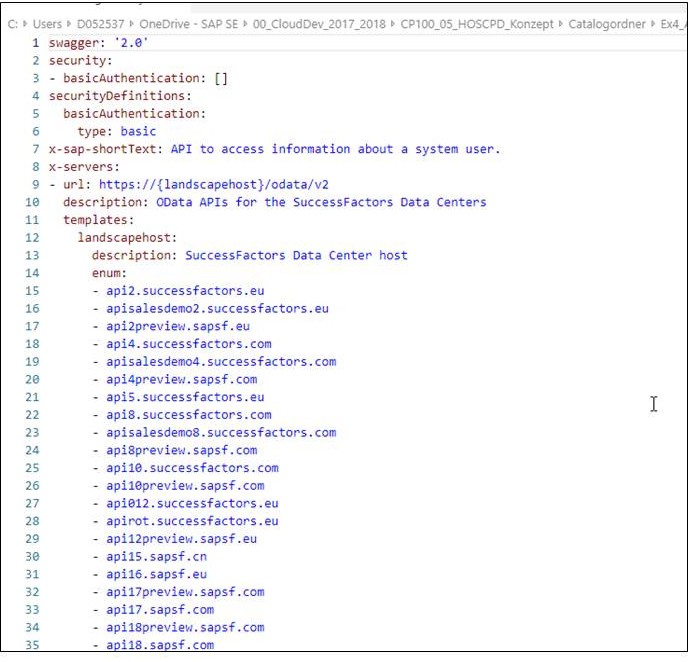 C: > Users > D052537 > OneDrive - SAP SE > 00_CloudDev_2017_2018 > CP100_05_HOSCPD_Konzept > Catalogordner > Ex4_
1 swagger: '2.0'
2 security:
3 - basicAuthentication: []
4 securityDefinitions:
5   basicAuthentication:
6     type: basic
7 x-sap-shortText: API to access information about a system user.
8 x-servers:
9 - url: https://{landscapehost}/odata/v2
10   description: OData APIs for the SuccessFactors Data Centers
11   templates:
12     landscapehost:
13       description: SuccessFactors Data Center host
14       enum:
15       - api2.successfactors.eu
16       - apisalesdemo2.successfactors.eu
17       - api2preview.sapsf.eu
18       - api4.successfactors.com
19       - apisalesdemo4.successfactors.com
20       - api4preview.sapsf.com
21       - api5.successfactors.eu
22       - api8.successfactors.com
23       - apisalesdemo8.successfactors.com
24       - api8preview.sapsf.com
25       - api10.successfactors.com
26       - api10preview.sapsf.com
27       - api012.successfactors.eu
28       - apirot.successfactors.eu
29       - api12preview.sapsf.eu
30       - api15.sapsf.cn
31       - api16.sapsf.eu
32       - api17preview.sapsf.com
33       - api17.sapsf.com
34       - api18preview.sapsf.com
35       - api18.sapsf.com